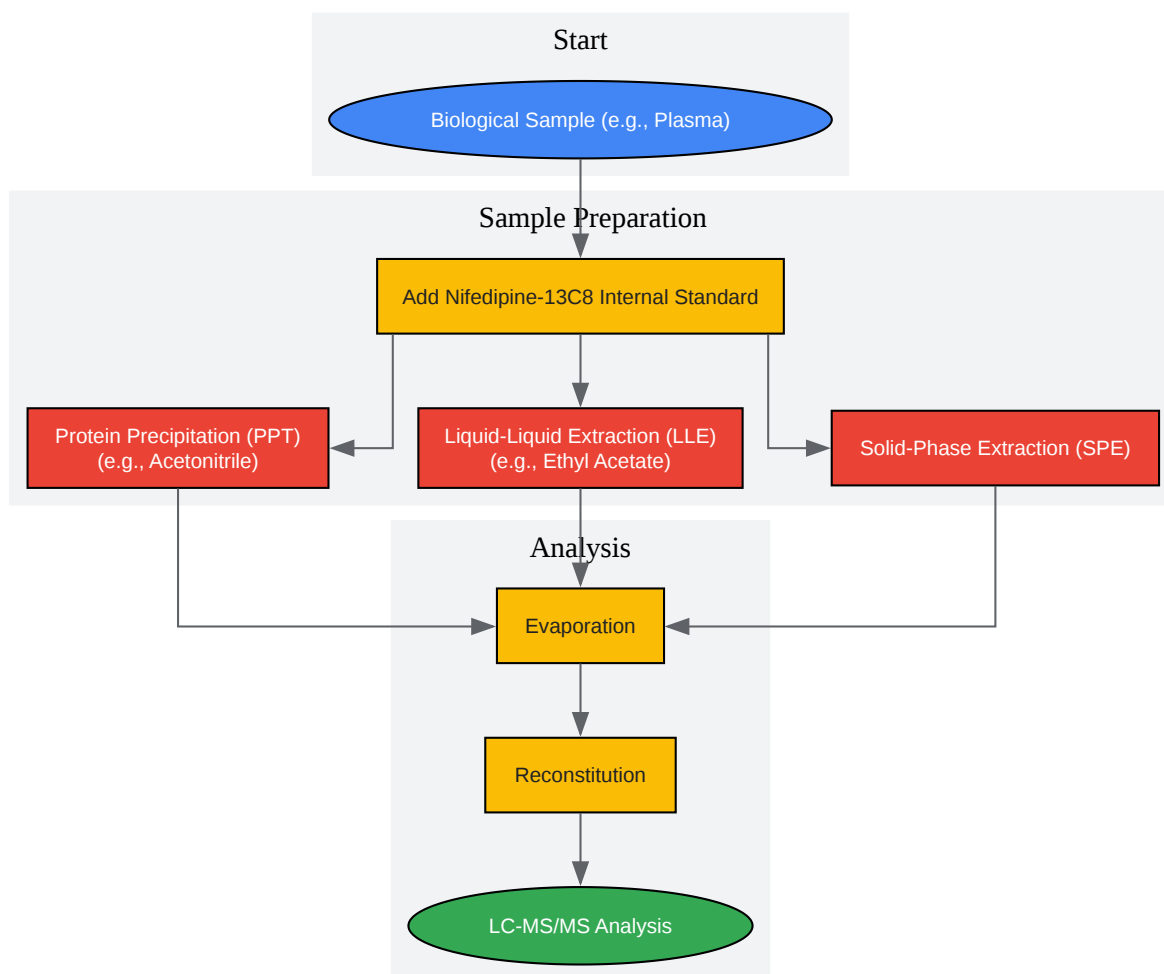 Start
Biological Sample (e.g., Plasma)
Sample Preparation
Add Nifedipine-13C8 Internal Standard
Protein Precipitation (PPT)
(e.g., Acetonitrile)
Liquid-Liquid Extraction (LLE)
(e.g., Ethyl Acetate)
Solid-Phase Extraction (SPE)
Analysis
Evaporation
Reconstitution
LC-MS/MS Analysis